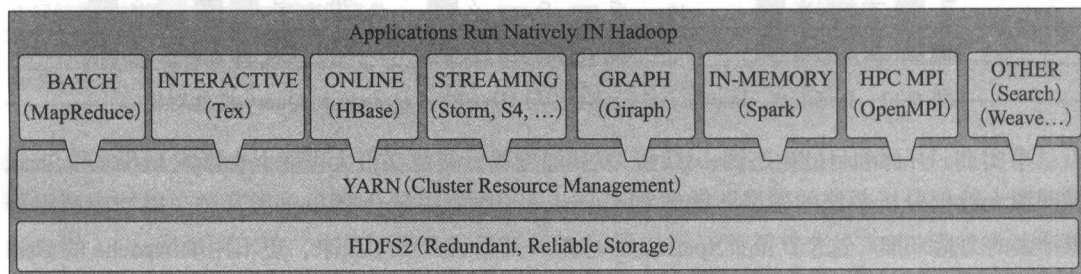 Applications Run Natively IN Hadoop
BATCH
(MapReduce)
INTERACTIVE
(Tex)
ONLINE
(HBase)
STREAMING
(Storm, S4, …)
GRAPH
(Giraph)
IN-MEMORY
(Spark)
HPC MPI
(OpenMPI)
OTHER
(Search)
(Weave…)
YARN(Cluster Resource Management)
HDFS2(Redundant, Reliable Storage)